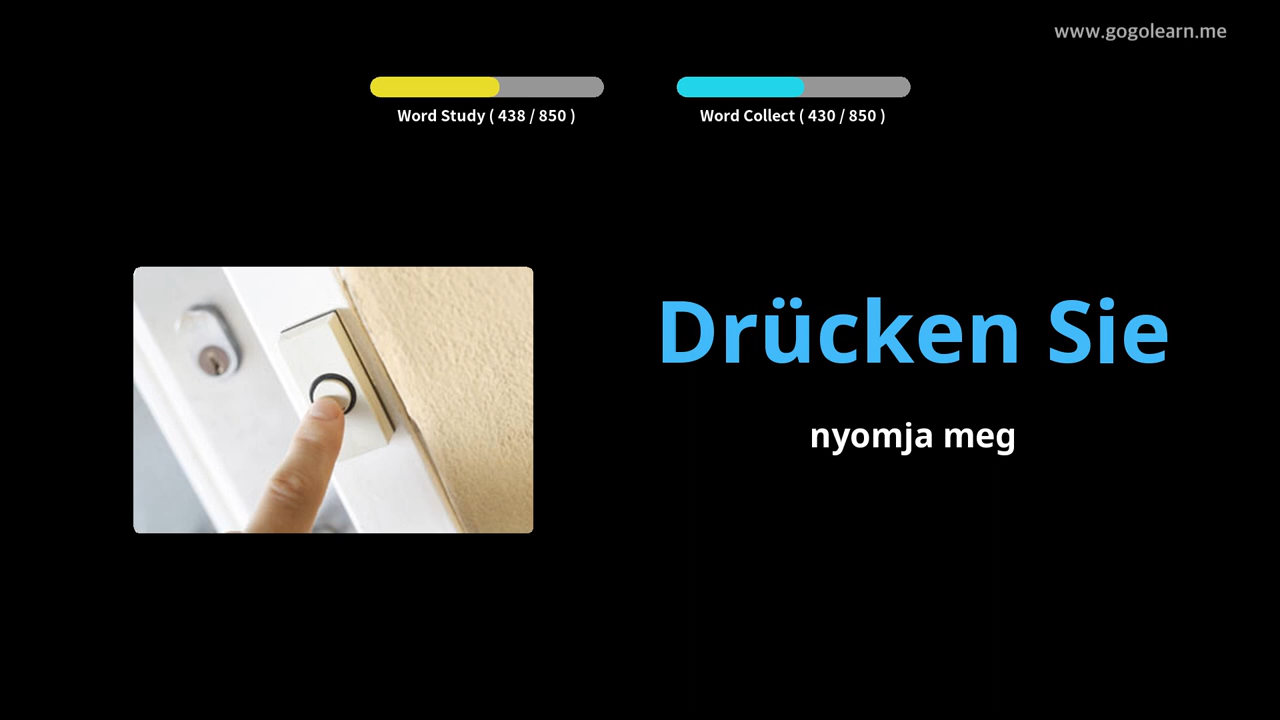 www.gogolearn.me
Word Study ( 438 / 850 )
Word Collect ( 430 / 850 )
Drücken Sie
nyomja meg